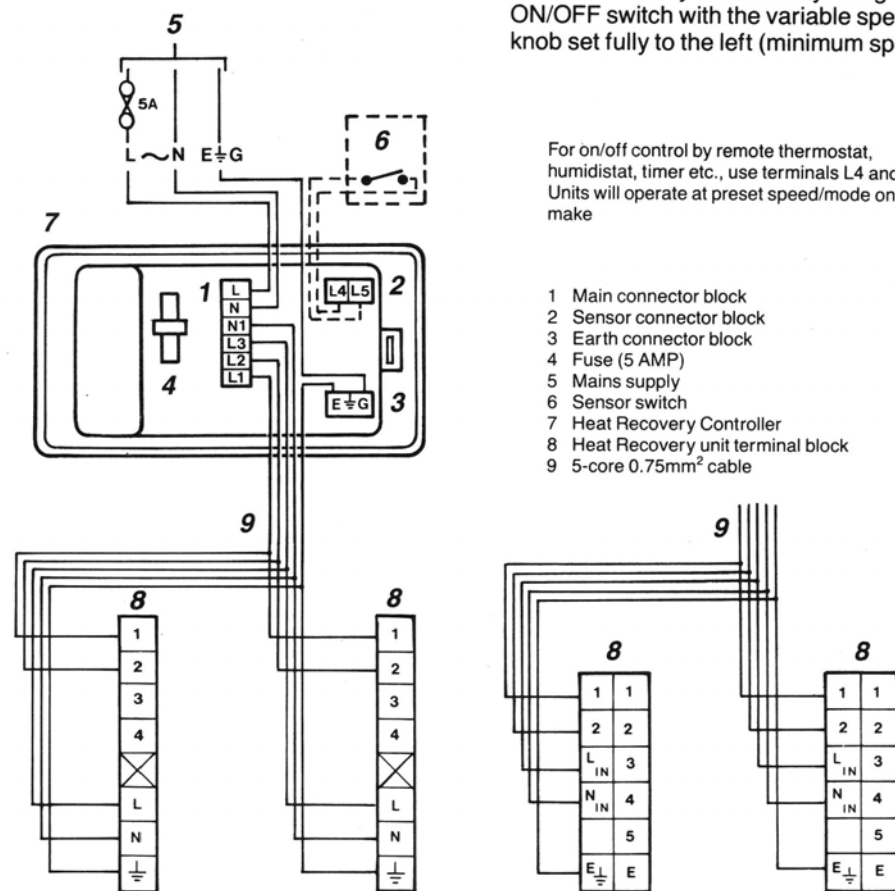 ON/OFF switch with the variable
knob set fully to the left (minimum
For on/off control by remote thermostat,
humidistat, timer etc., use terminals L4 and
Units will operate at preset speed/mode on
make
5
5A
L ~ N E⏚G
6
7
1
L
N
N1
L3
L2
L1
L4 L5
2
4
E⏚G
3
1 Main connector block
2 Sensor connector block
3 Earth connector block
4 Fuse (5 AMP)
5 Mains supply
6 Sensor switch
7 Heat Recovery Controller
8 Heat Recovery unit terminal block
9 5-core 0.75mm² cable
9
8
1
2
3
4
L
N
⏚
8
1
2
3
4
L
N
⏚
9
8
1 1
2 2
L IN 3
N IN 4
5
E⏚ E
8
1 1
2 2
L IN 3
N IN 4
5
E⏚ E